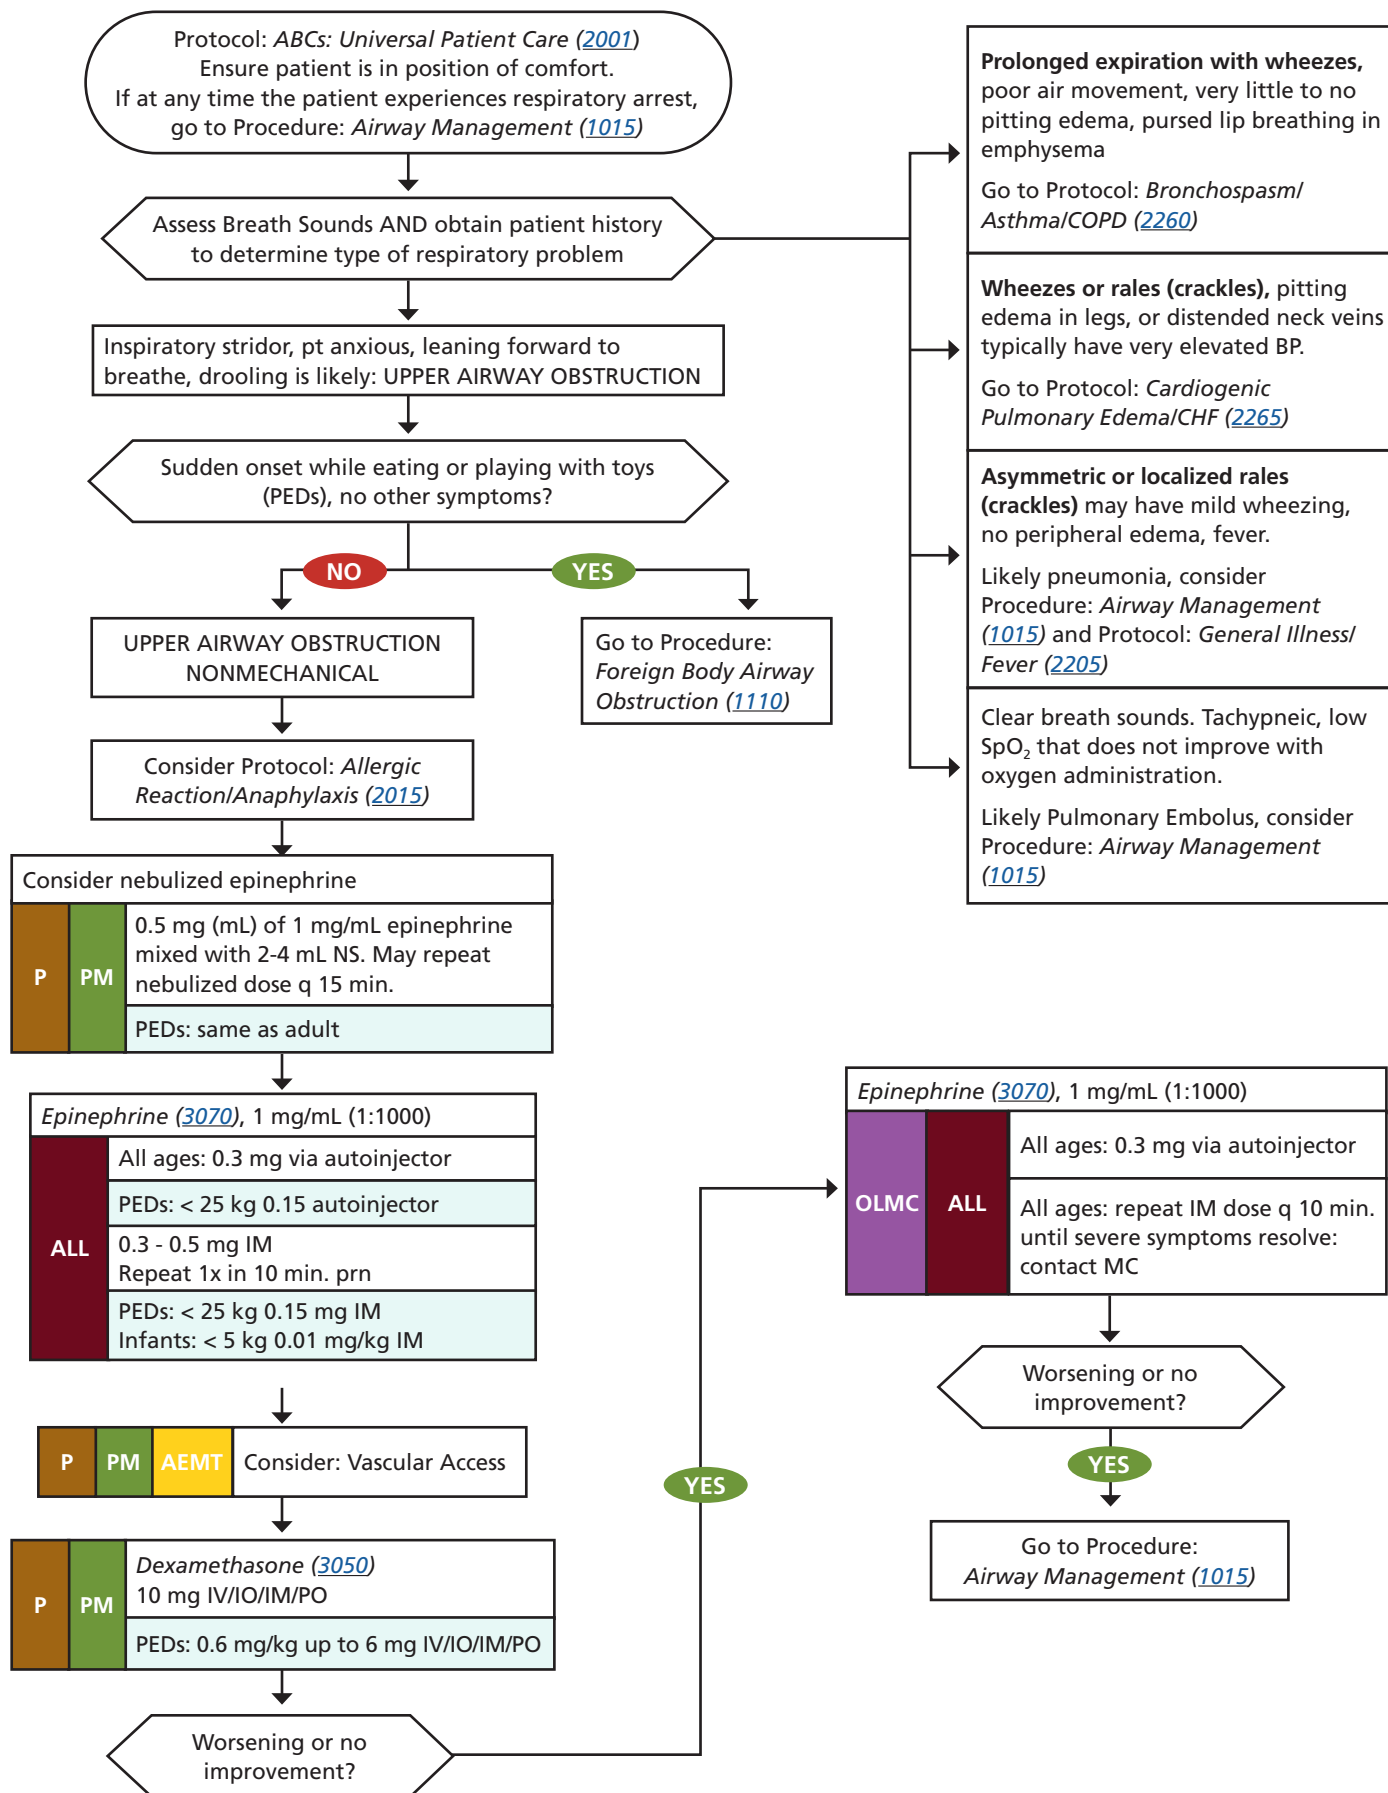 Protocol: ABCs: Universal Patient Care (2001)
Ensure patient is in position of comfort.
If at any time the patient experiences respiratory arrest,
go to Procedure: Airway Management (1015)
Assess Breath Sounds AND obtain patient history
to determine type of respiratory problem
Inspiratory stridor, pt anxious, leaning forward to
breathe, drooling is likely: UPPER AIRWAY OBSTRUCTION
Sudden onset while eating or playing with toys
(PEDs), no other symptoms?
NO
YES
UPPER AIRWAY OBSTRUCTION
NONMECHANICAL
Go to Procedure:
Foreign Body Airway
Obstruction (1110)
Consider Protocol: Allergic
Reaction/Anaphylaxis (2015)
Consider nebulized epinephrine
P
PM
0.5 mg (mL) of 1 mg/mL epinephrine
mixed with 2-4 mL NS. May repeat
nebulized dose q 15 min.
PEDs: same as adult
Epinephrine (3070), 1 mg/mL (1:1000)
ALL
All ages: 0.3 mg via autoinjector
PEDs: < 25 kg 0.15 autoinjector
0.3 - 0.5 mg IM
Repeat 1x in 10 min. prn
PEDs: < 25 kg 0.15 mg IM
Infants: < 5 kg 0.01 mg/kg IM
P
PM
AEMT
Consider: Vascular Access
P
PM
Dexamethasone (3050)
10 mg IV/IO/IM/PO
PEDs: 0.6 mg/kg up to 6 mg IV/IO/IM/PO
Worsening or no
improvement?
YES
Prolonged expiration with wheezes,
poor air movement, very little to no
pitting edema, pursed lip breathing in
emphysema
Go to Protocol: Bronchospasm/
Asthma/COPD (2260)
Wheezes or rales (crackles), pitting
edema in legs, or distended neck veins
typically have very elevated BP.
Go to Protocol: Cardiogenic
Pulmonary Edema/CHF (2265)
Asymmetric or localized rales
(crackles) may have mild wheezing,
no peripheral edema, fever.
Likely pneumonia, consider
Procedure: Airway Management
(1015) and Protocol: General Illness/
Fever (2205)
Clear breath sounds. Tachypneic, low
SpO₂ that does not improve with
oxygen administration.
Likely Pulmonary Embolus, consider
Procedure: Airway Management
(1015)
Epinephrine (3070), 1 mg/mL (1:1000)
OLMC
ALL
All ages: 0.3 mg via autoinjector
All ages: repeat IM dose q 10 min.
until severe symptoms resolve:
contact MC
Worsening or no
improvement?
YES
Go to Procedure:
Airway Management (1015)